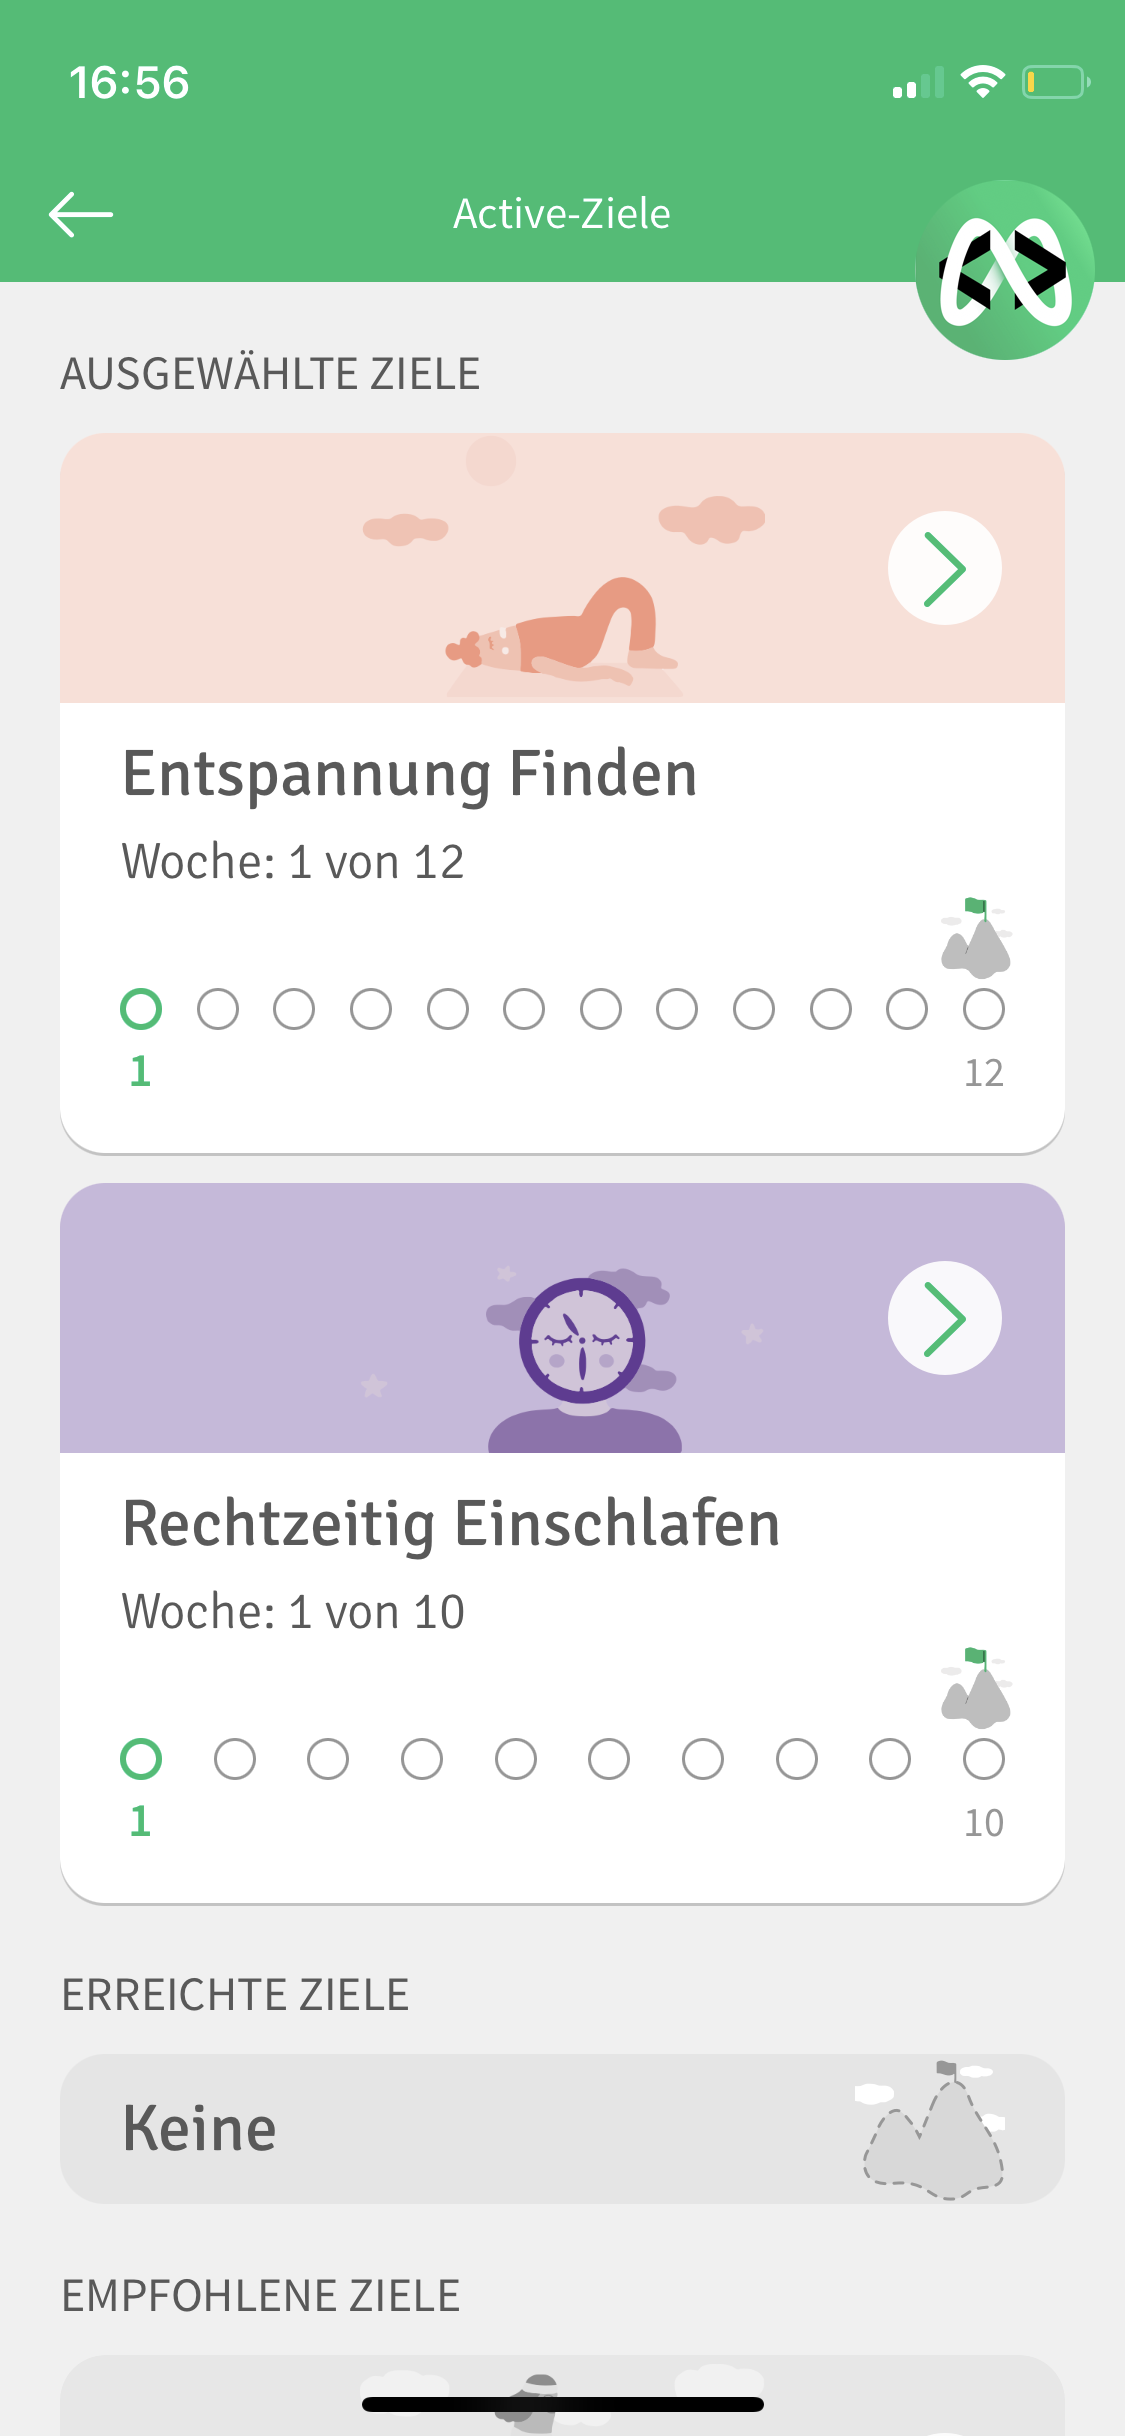 16:56
Active-Ziele
AUSGEWÄHLTE ZIELE
Entspannung Finden
Woche: 1 von 12
1
12
Rechtzeitig Einschlafen
Woche: 1 von 10
1
10
ERREICHTE ZIELE
Keine
EMPFOHLENE ZIELE